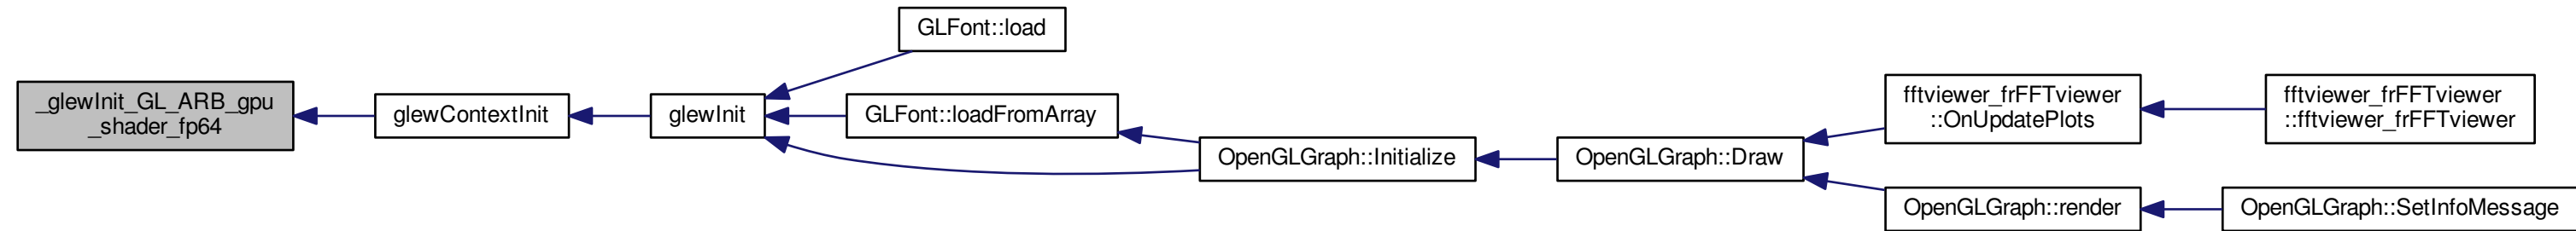 _glewInit_GL_ARB_gpu
_shader_fp64
glewContextInit
glewInit
GLFont::load
GLFont::loadFromArray
OpenGLGraph::Initialize
OpenGLGraph::Draw
fftviewer_frFFTviewer
::OnUpdatePlots
fftviewer_frFFTviewer
::fftviewer_frFFTviewer
OpenGLGraph::render
OpenGLGraph::SetInfoMessage